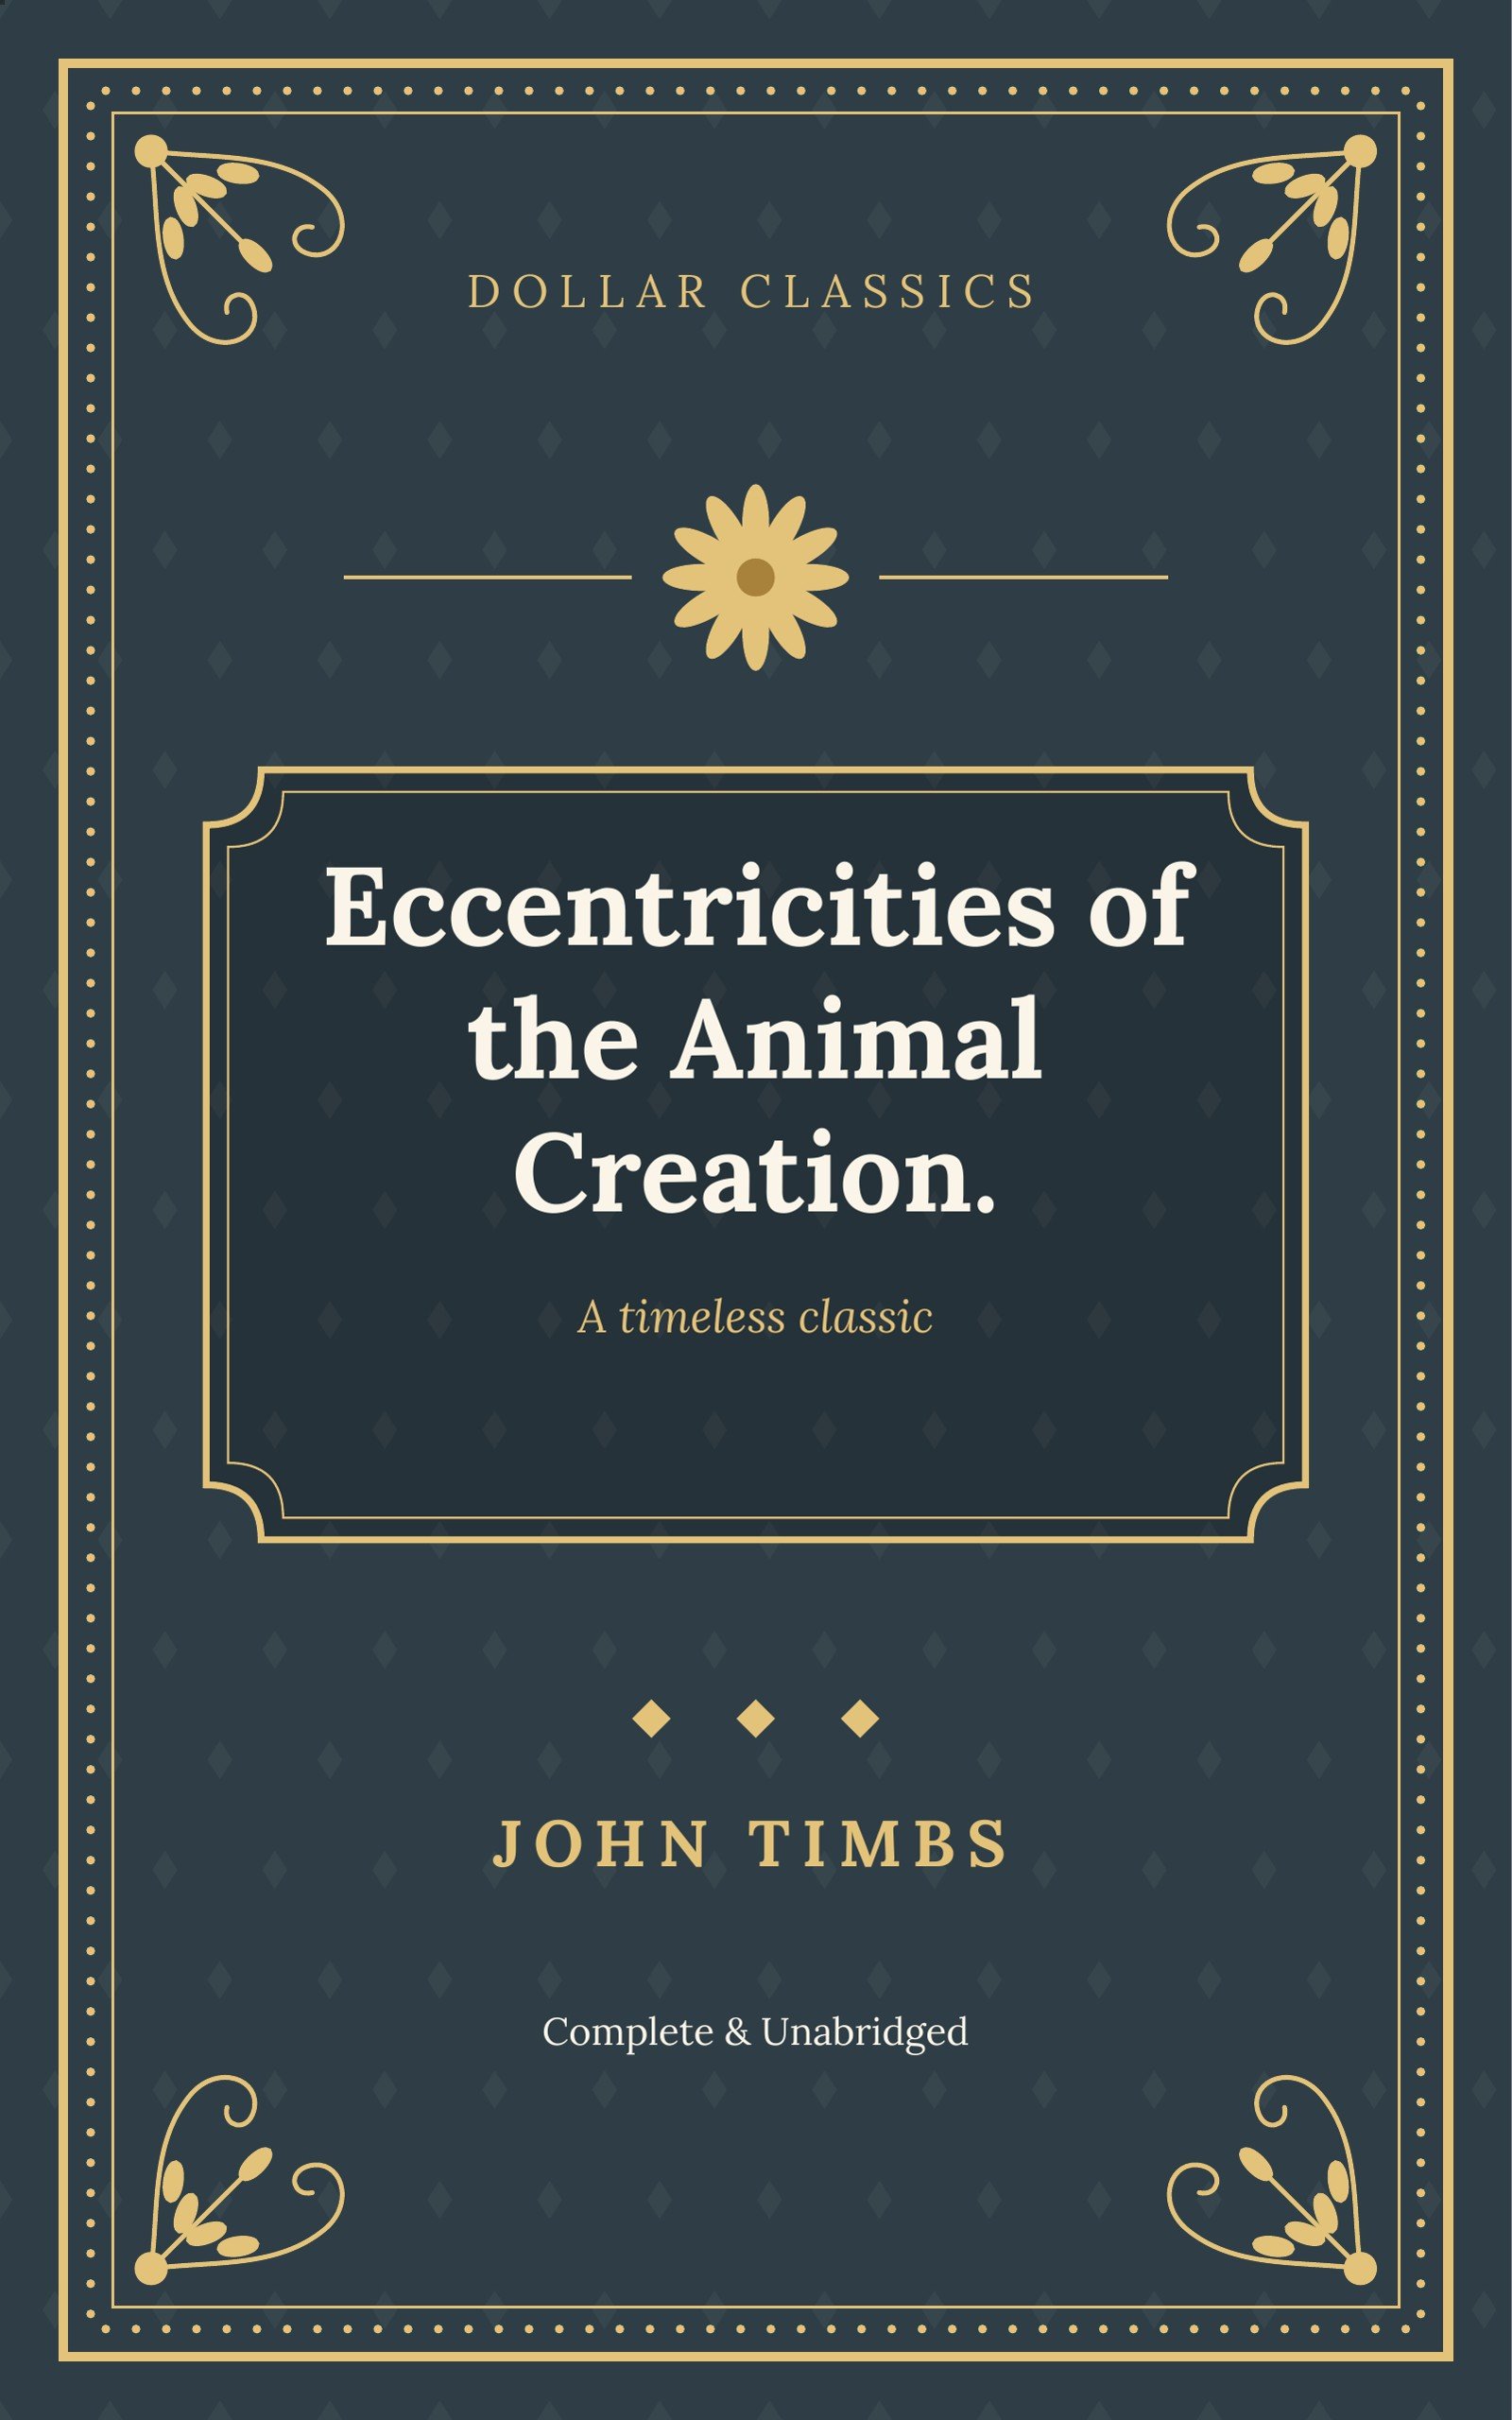 DOLLAR CLASSICS
Eccentricities of
the Animal
Creation.
A timeless classic
JOHN TIMBS
Complete & Unabridged